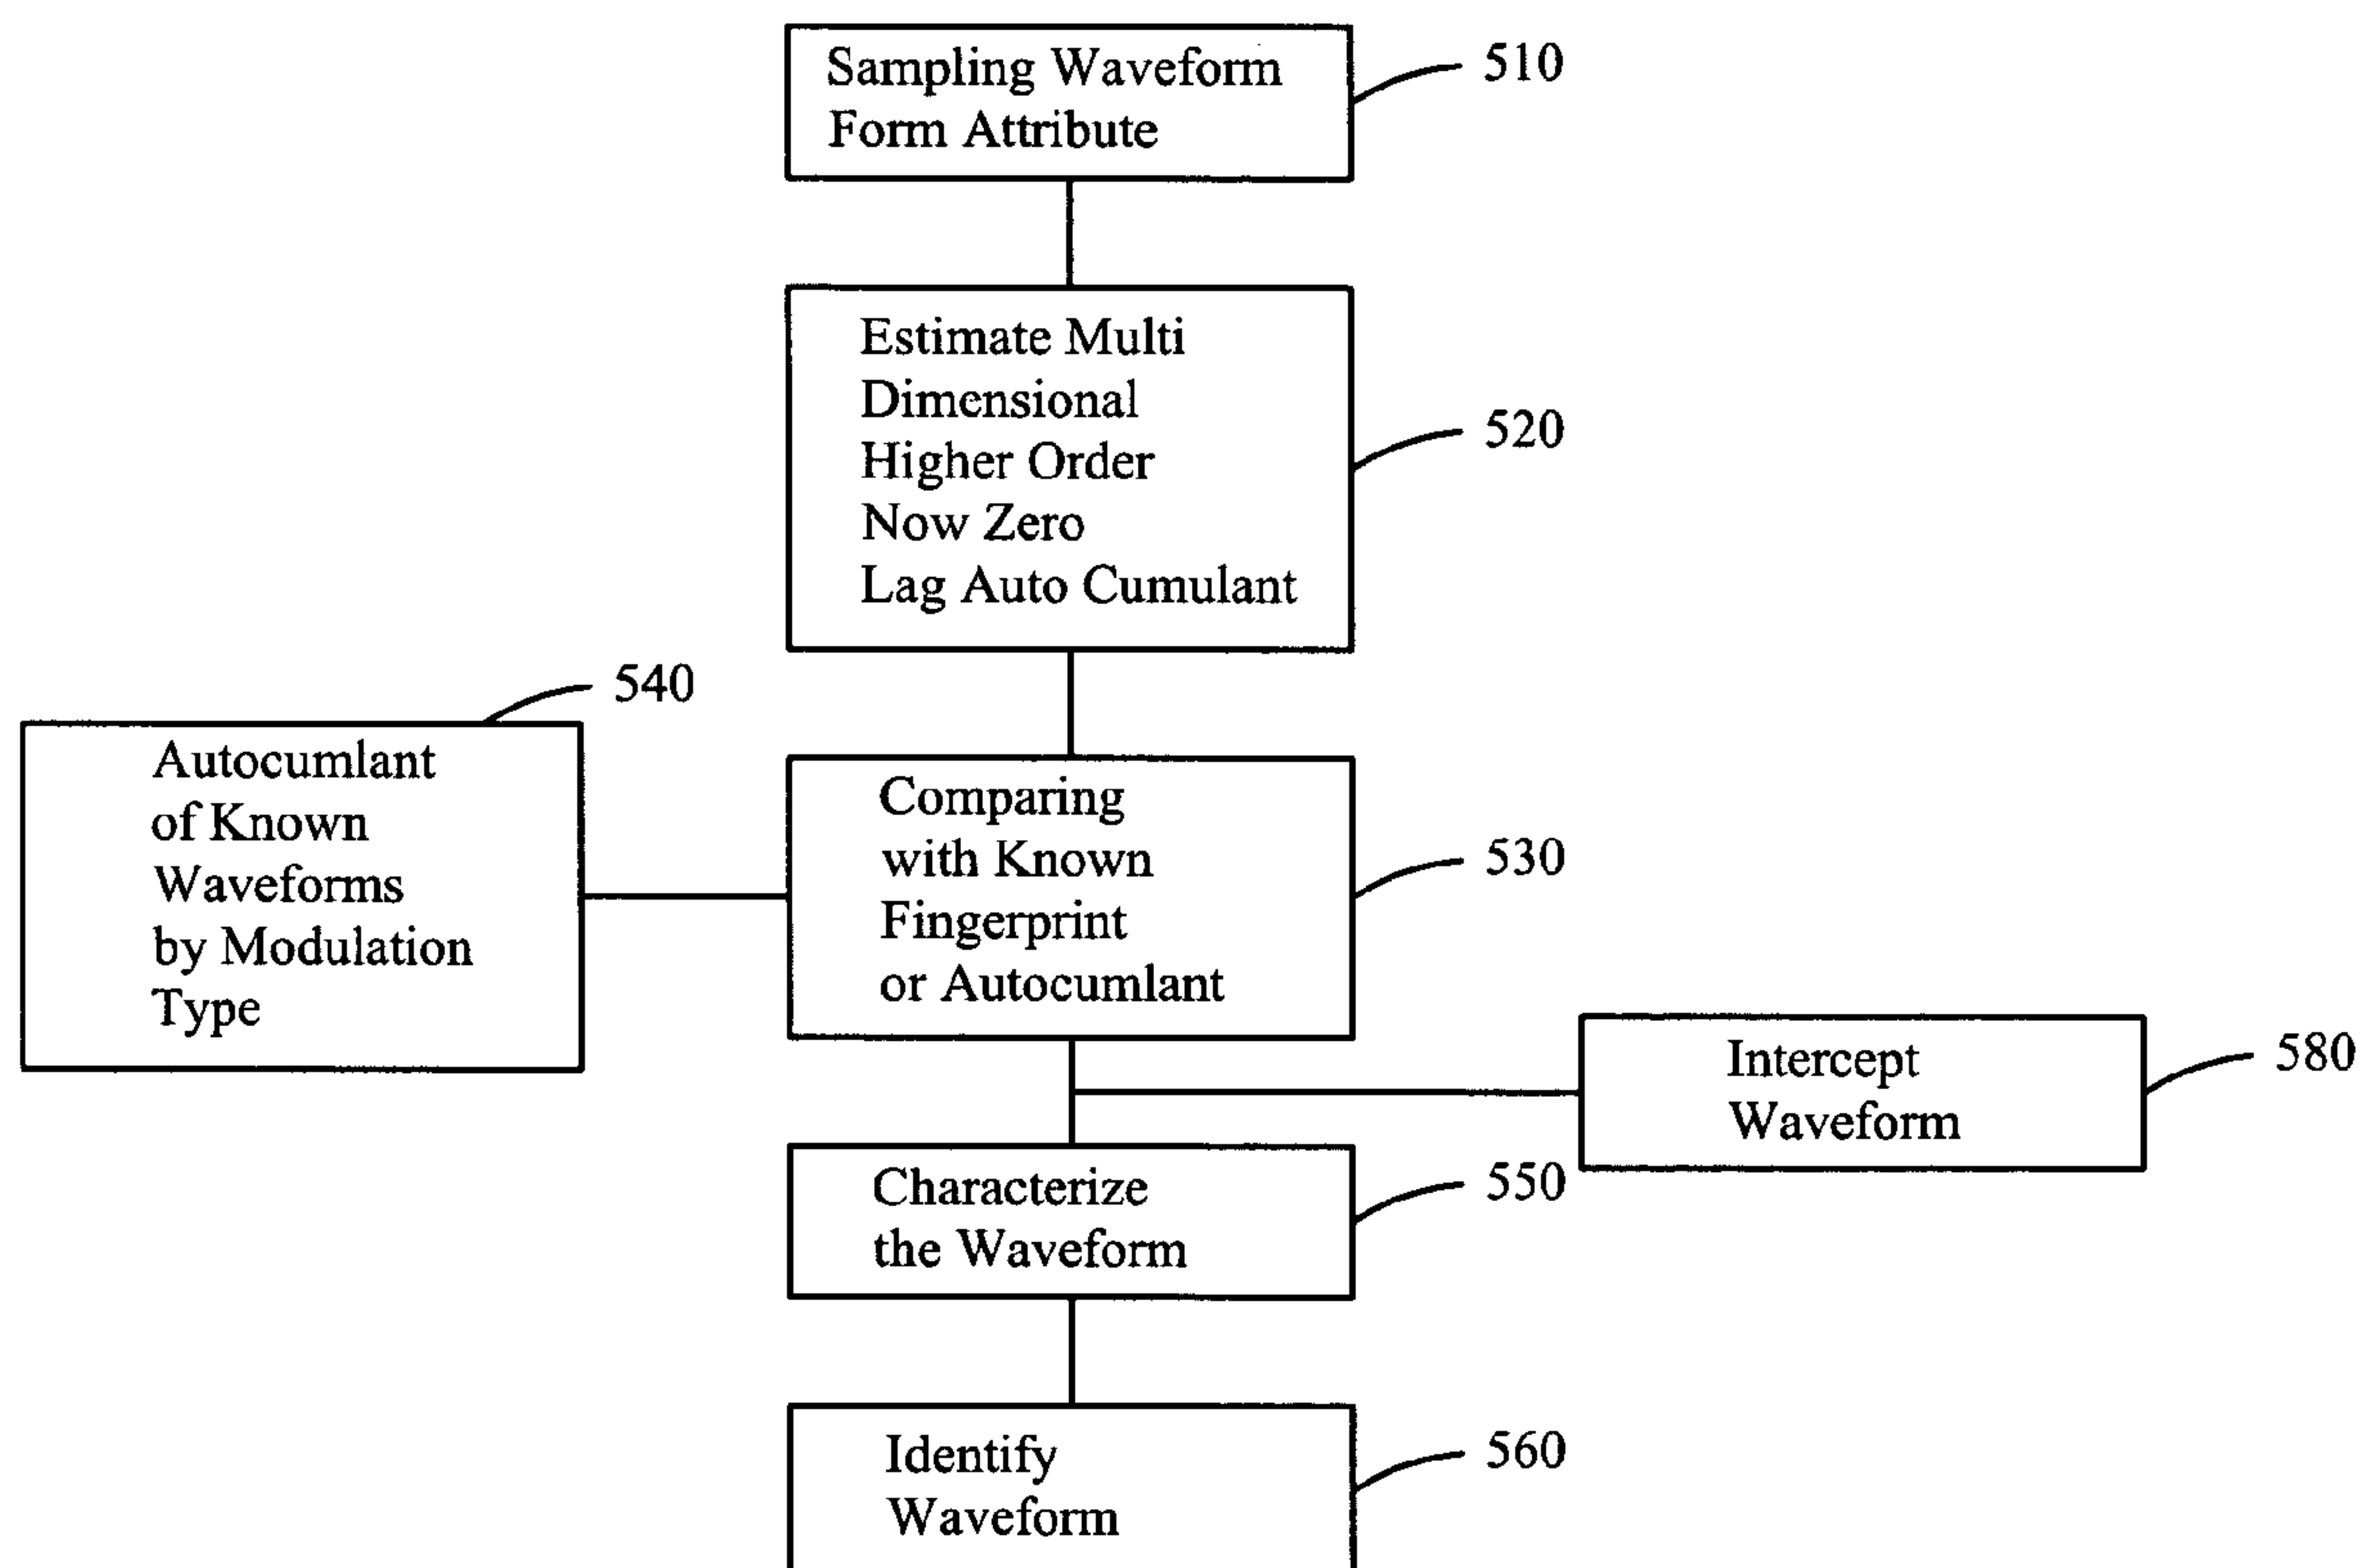 Sampling Waveform
Form Attribute
510
Estimate Multi
Dimensional
Higher Order
Now Zero
Lag Auto Cumulant
520
540
Autocumlant
of Known
Waveforms
by Modulation
Type
Comparing
with Known
Fingerprint
or Autocumlant
530
Intercept
Waveform
580
Characterize
the Waveform
550
Identify
Waveform
560